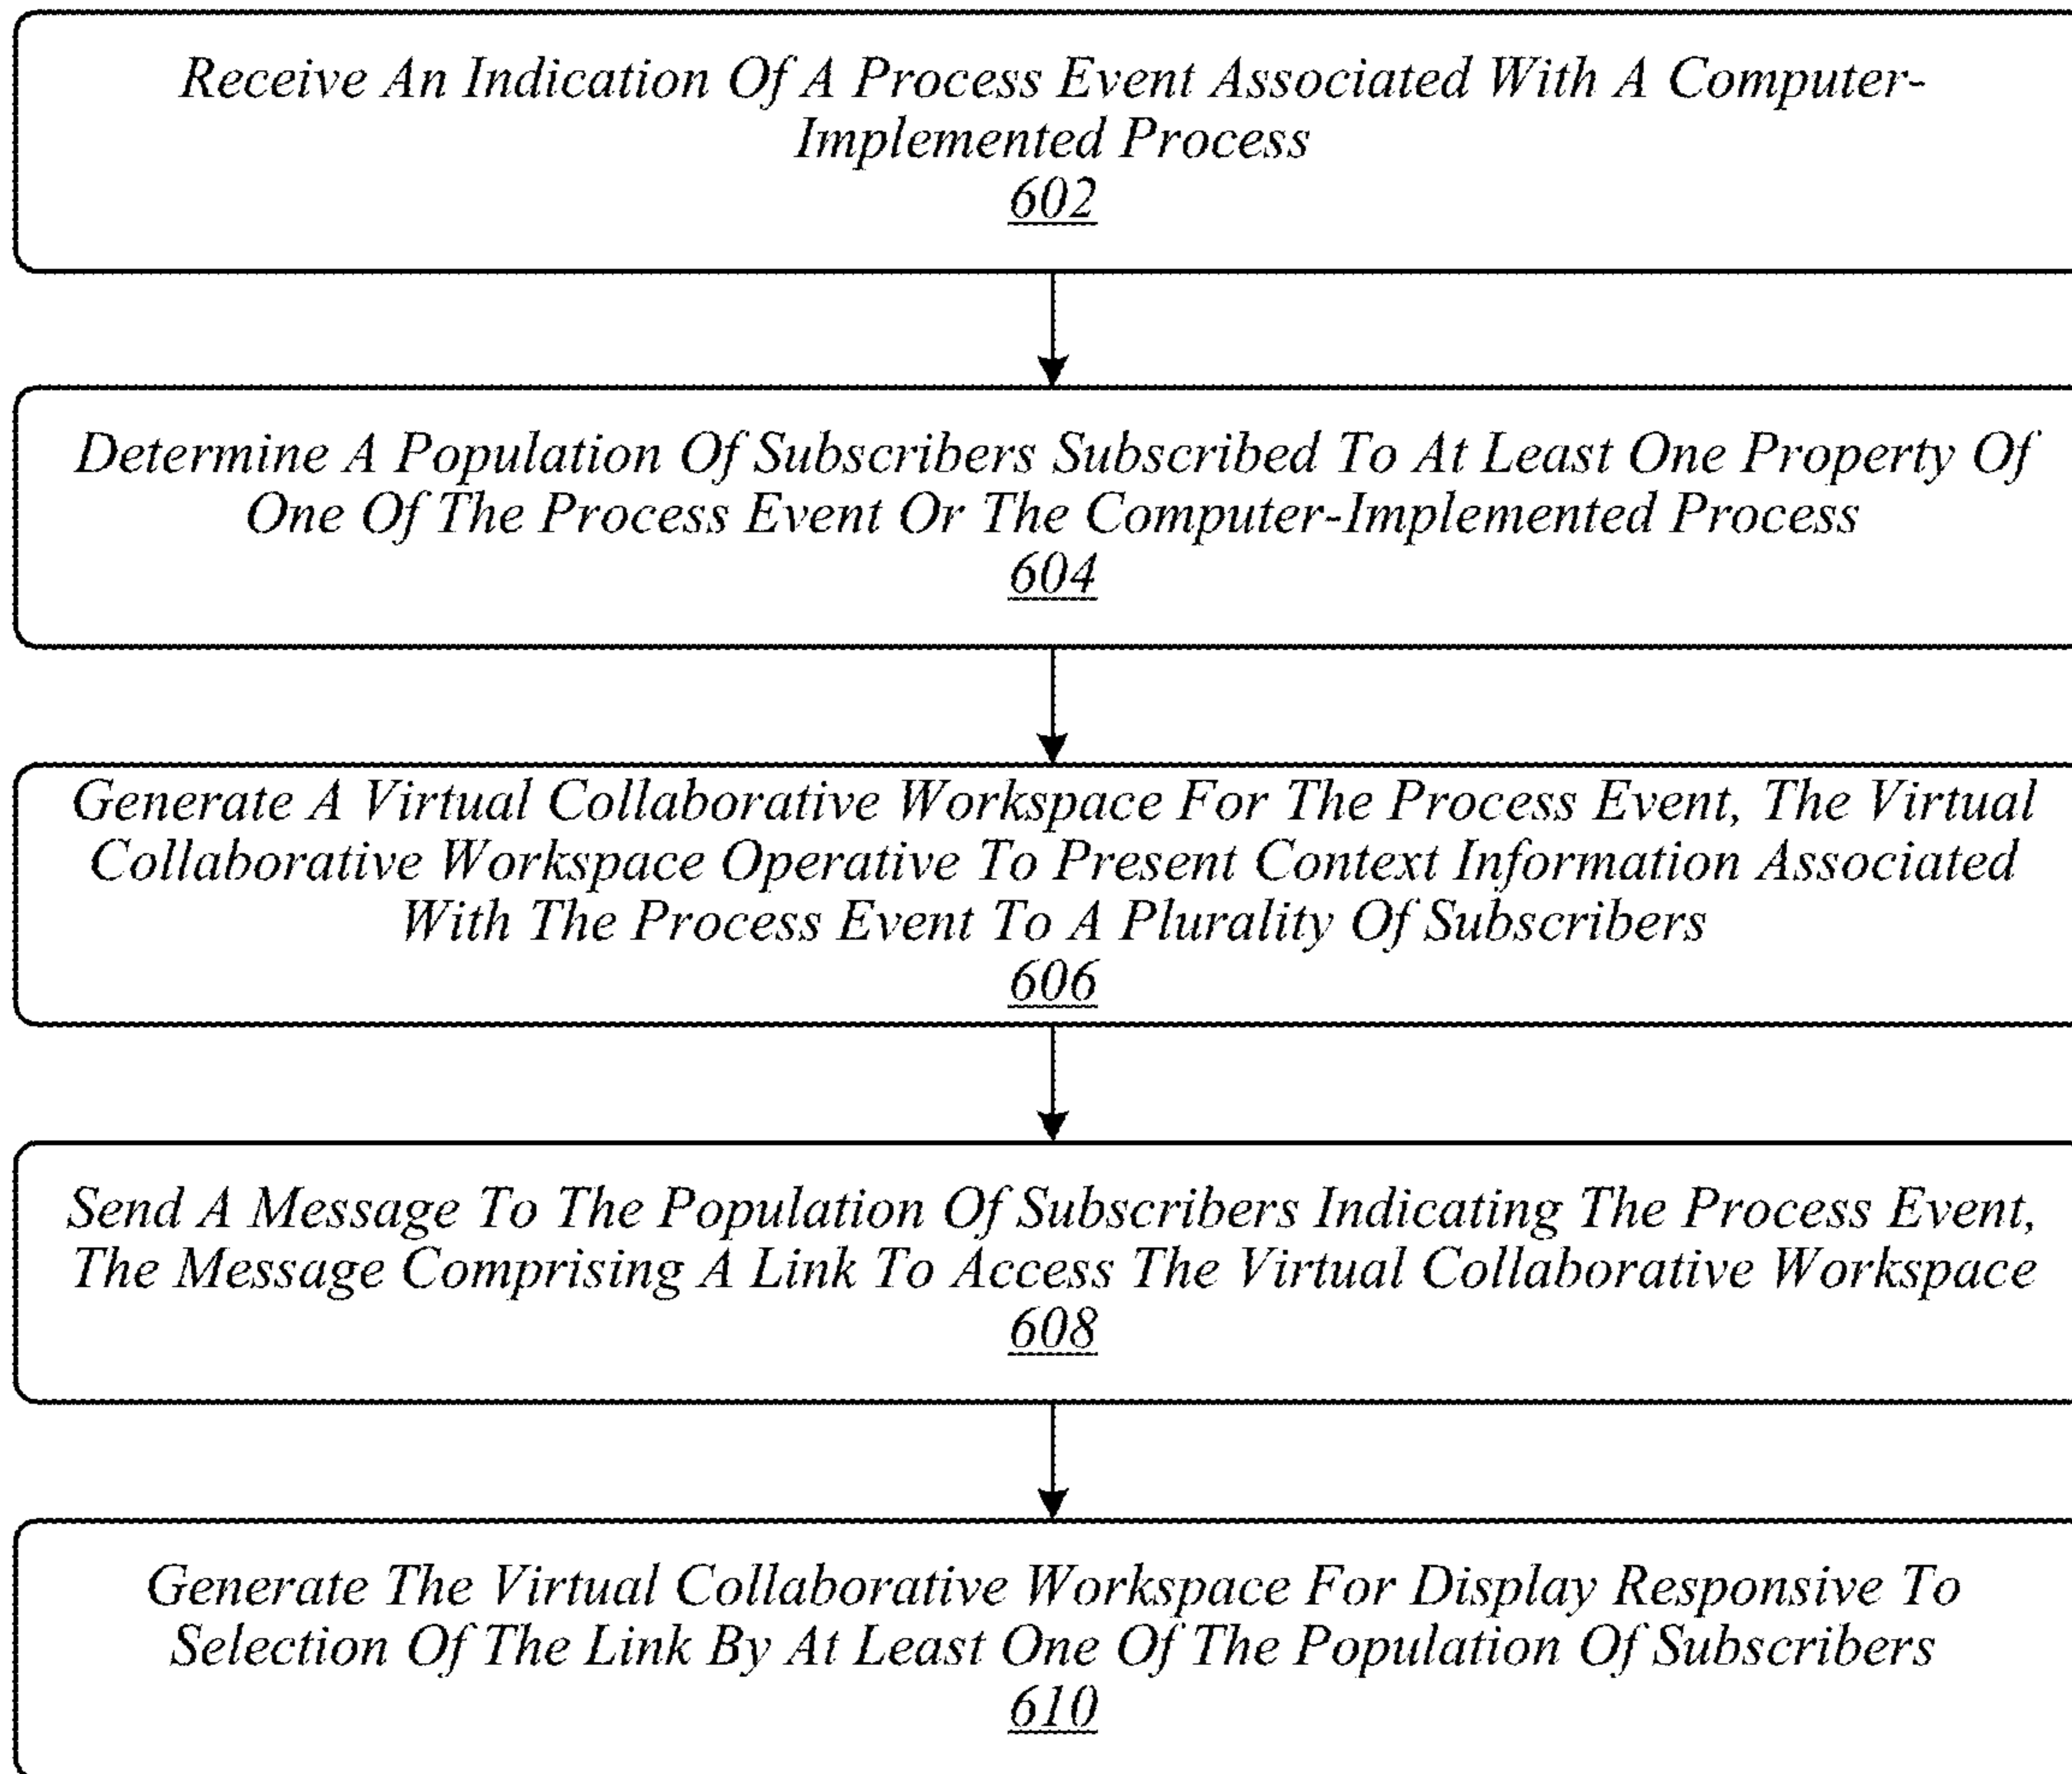 Receive An Indication Of A Process Event Associated With A Computer-
Implemented Process
602
Determine A Population Of Subscribers Subscribed To At Least One Property Of
One Of The Process Event Or The Computer-Implemented Process
604
Generate A Virtual Collaborative Workspace For The Process Event, The Virtual
Collaborative Workspace Operative To Present Context Information Associated
With The Process Event To A Plurality Of Subscribers
606
Send A Message To The Population Of Subscribers Indicating The Process Event,
The Message Comprising A Link To Access The Virtual Collaborative Workspace
608
Generate The Virtual Collaborative Workspace For Display Responsive To
Selection Of The Link By At Least One Of The Population Of Subscribers
610